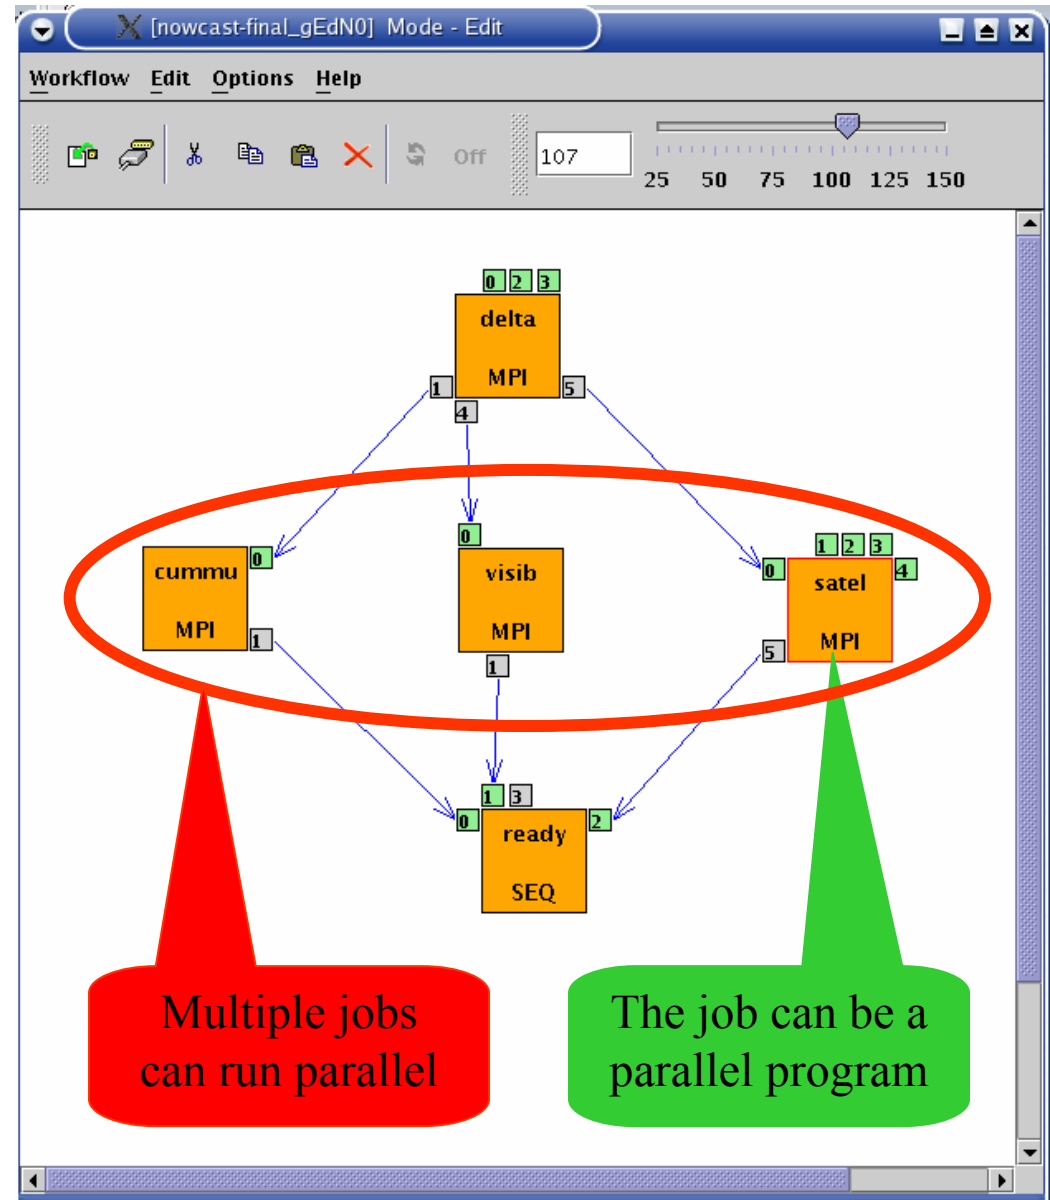 [nowcast-final_gEdN0] Mode - Edit
Workflow Edit Options Help
Off 107
25 50 75 100 125 150
0 2 3
delta
MPI
1 5
4
0
cummu
MPI
0
1
visib
MPI
1
1 2 3
0 4
satel
MPI
5
1 3
0 2
ready
SEQ
Multiple jobs
can run parallel
The job can be a
parallel program